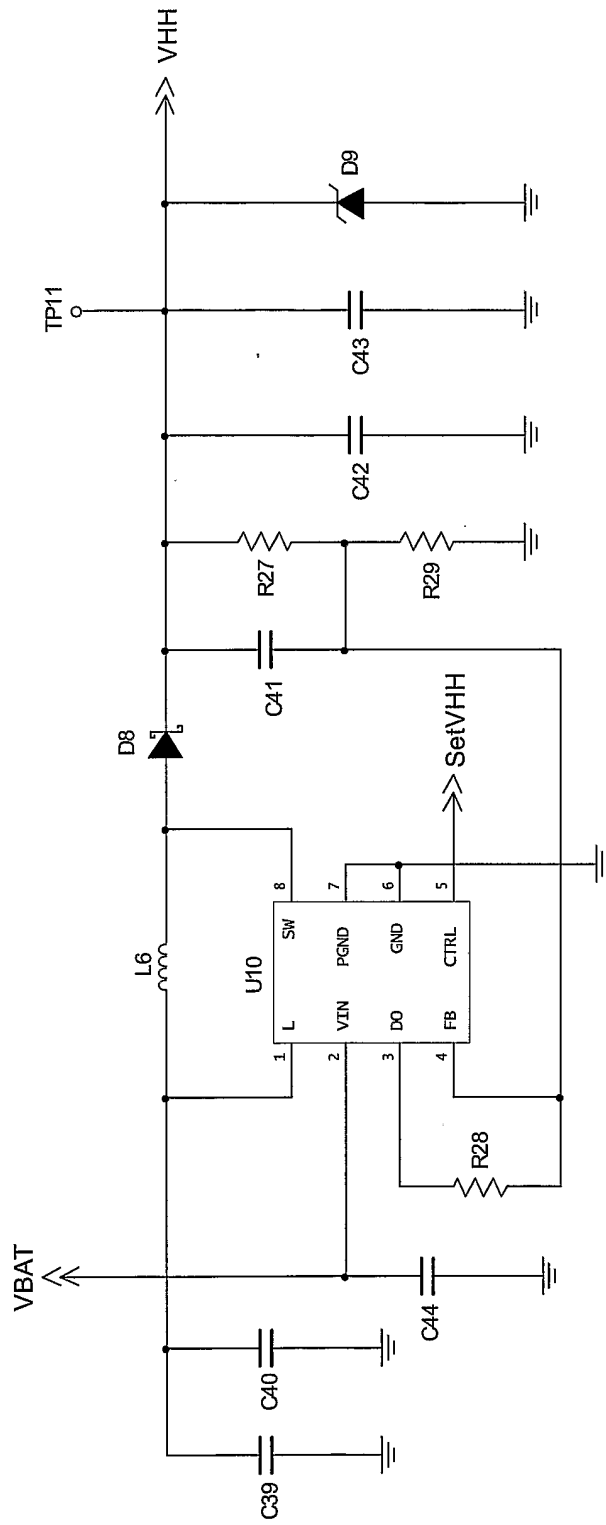 VBAT
VHH
TP11
D8
L6
D9
C43
C42
R27
R29
C41
C39
C40
C44
U10
1 L
SW 8
2 VIN
PGND 7
3 DO
GND 6
4 FB
CTRL 5
SetVHH
R28